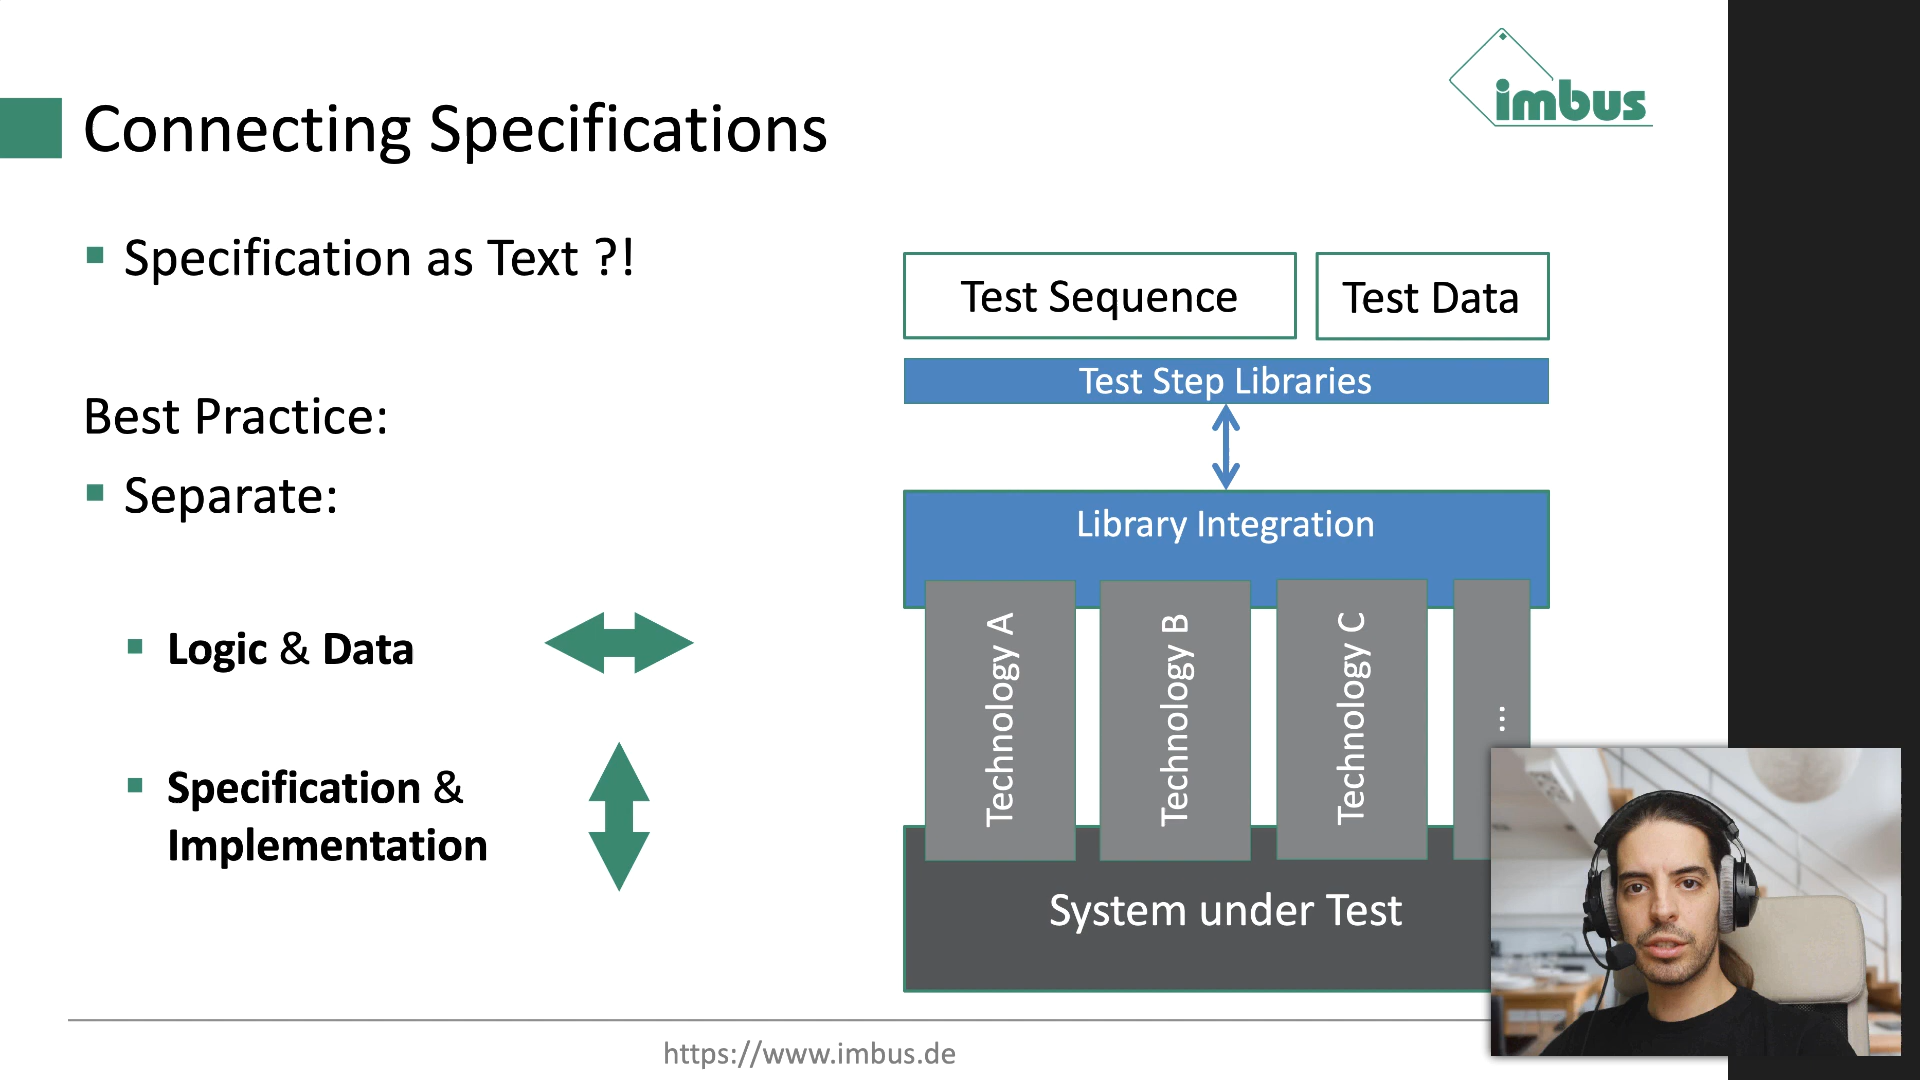 imbus
Connecting Specifications
Specification as Text ?!
Best Practice:
Separate:
Logic & Data
Specification &
Implementation
Test Sequence
Test Data
Test Step Libraries
Library Integration
Technology A
Technology B
Technology C
...
System under Test
https://www.imbus.de